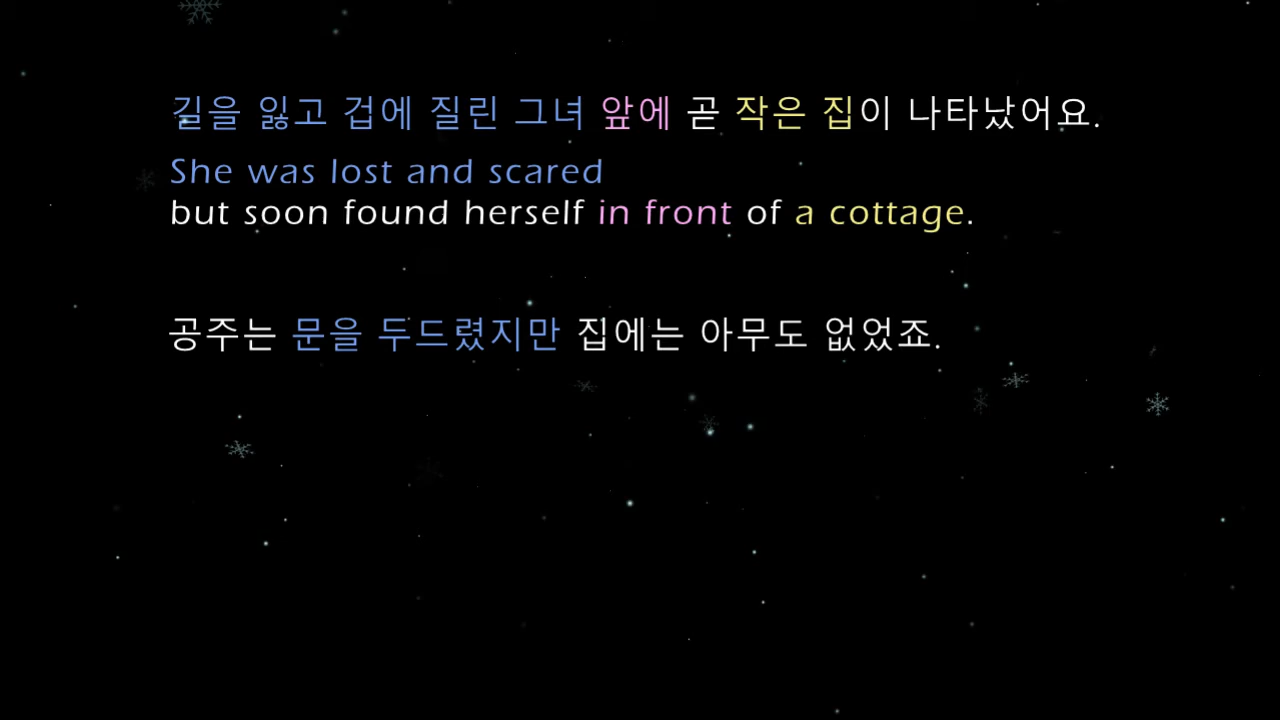 길을 잃고 겁에 질린 그녀 앞에 곧 작은 집이 나타났어요.
She was lost and scared
but soon found herself in front of a cottage.
공주는 문을 두드렸지만 집에는 아무도 없었죠.